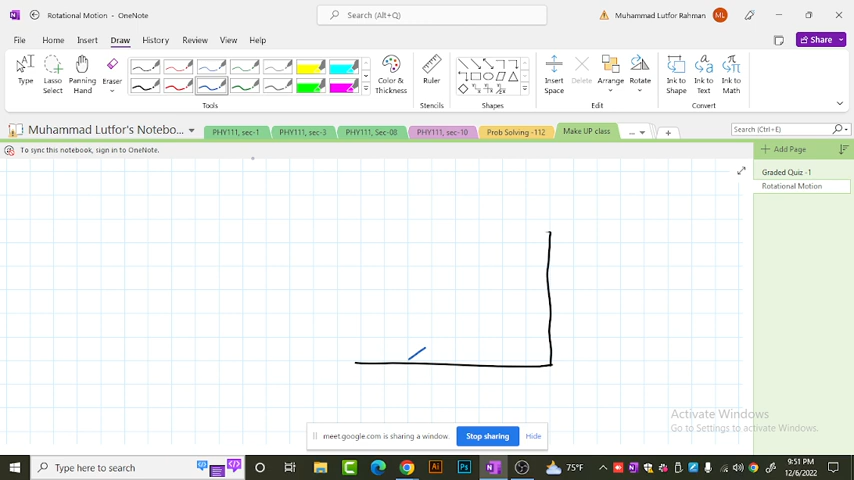 Rotational Motion - OneNote
Search (Alt+Q)
Muhammad Lutfor Rahman
ML
File Home Insert Draw History Review View Help
Share
Type
Lasso Select
Panning Hand
Eraser
Color & Thickness
Ruler
Insert Space
Delete
Arrange
Rotate
Ink to Shape
Ink to Text
Ink to Math
Tools
Stencils
Shapes
Edit
Convert
Muhammad Lutfor's Notebo...
PHY111, sec-1
PHY111, sec-3
PHY111, Sec-08
PHY111, sec-10
Prob Solving -112
Make UP class
Search (Ctrl+E)
To sync this notebook, sign in to OneNote.
Add Page
Graded Quiz -1
Rotational Motion
Activate Windows
Go to Settings to activate Windows.
meet.google.com is sharing a window.
Stop sharing
Hide
Type here to search
75°F
9:51 PM
12/6/2022